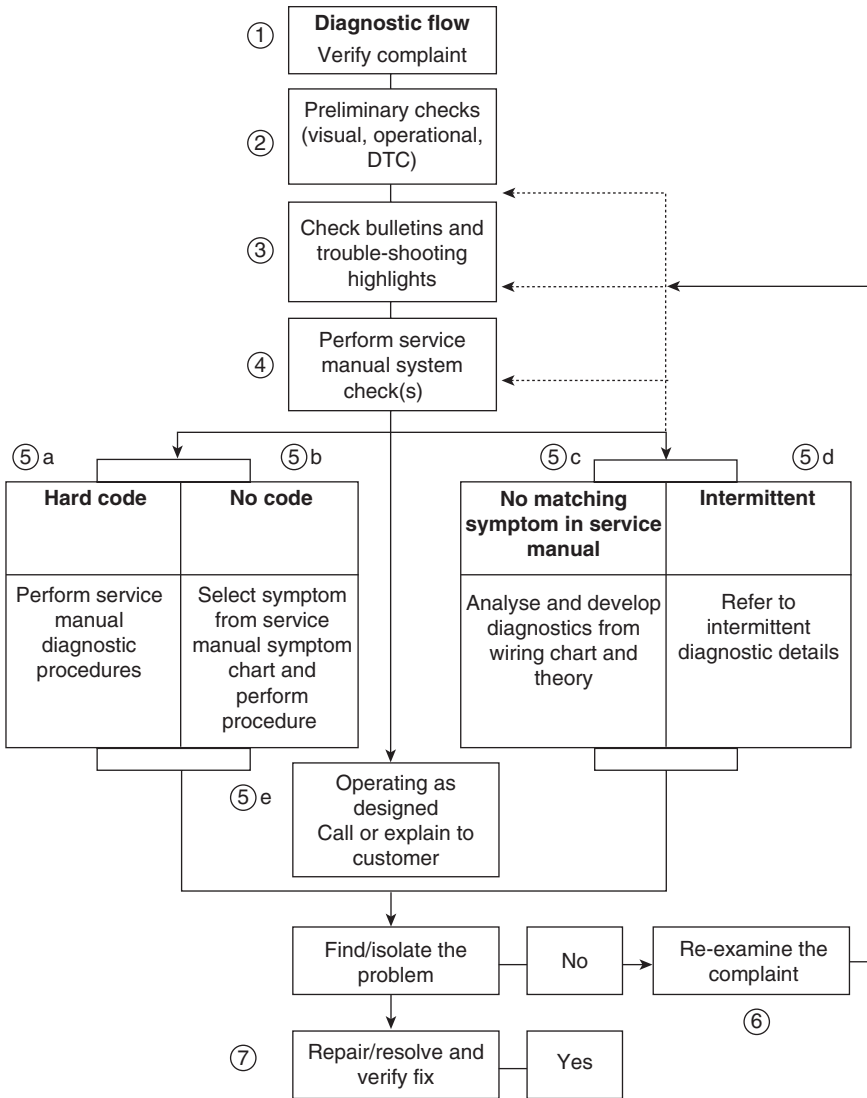 ① Diagnostic flow
Verify complaint
② Preliminary checks
(visual, operational,
DTC)
③ Check bulletins and
trouble-shooting
highlights
④ Perform service
manual system
check(s)
⑤ a
Hard code
Perform service
manual
diagnostic
procedures
⑤ b
No code
Select symptom
from service
manual symptom
chart and
perform
procedure
⑤ c
No matching
symptom in service
manual
Analyse and develop
diagnostics from
wiring chart and
theory
⑤ d
Intermittent
Refer to
intermittent
diagnostic details
⑤ e
Operating as
designed
Call or explain to
customer
Find/isolate the
problem
No
Re-examine the
complaint
⑥
⑦ Repair/resolve and
verify fix
Yes